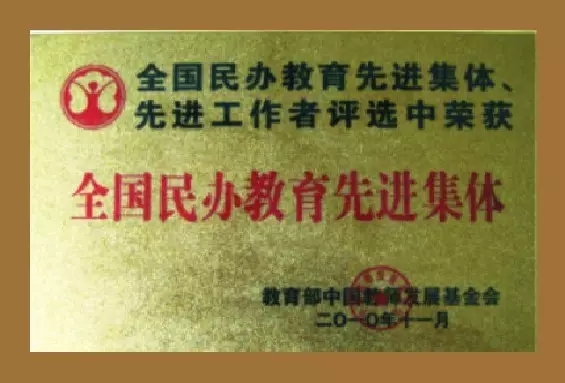 全国民办教育先进集体、
先进工作者评选中荣获
全国民办教育先进集体
教育部中国教师发展基金会
二〇一〇年十一月